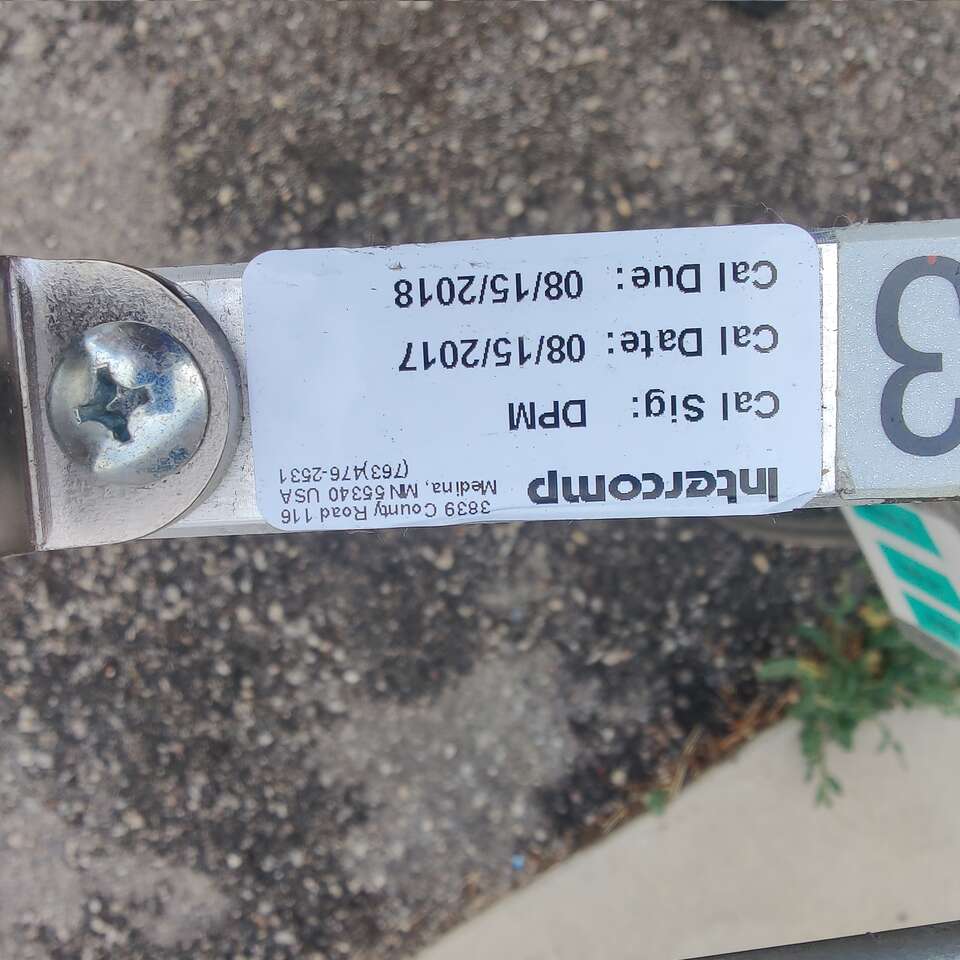 Intercomp
3839 County Road 116
Medina, MN 55340 USA
(763)476-2531
Cal Sig: DPM
Cal Date: 08/15/2017
Cal Due: 08/15/2018
3